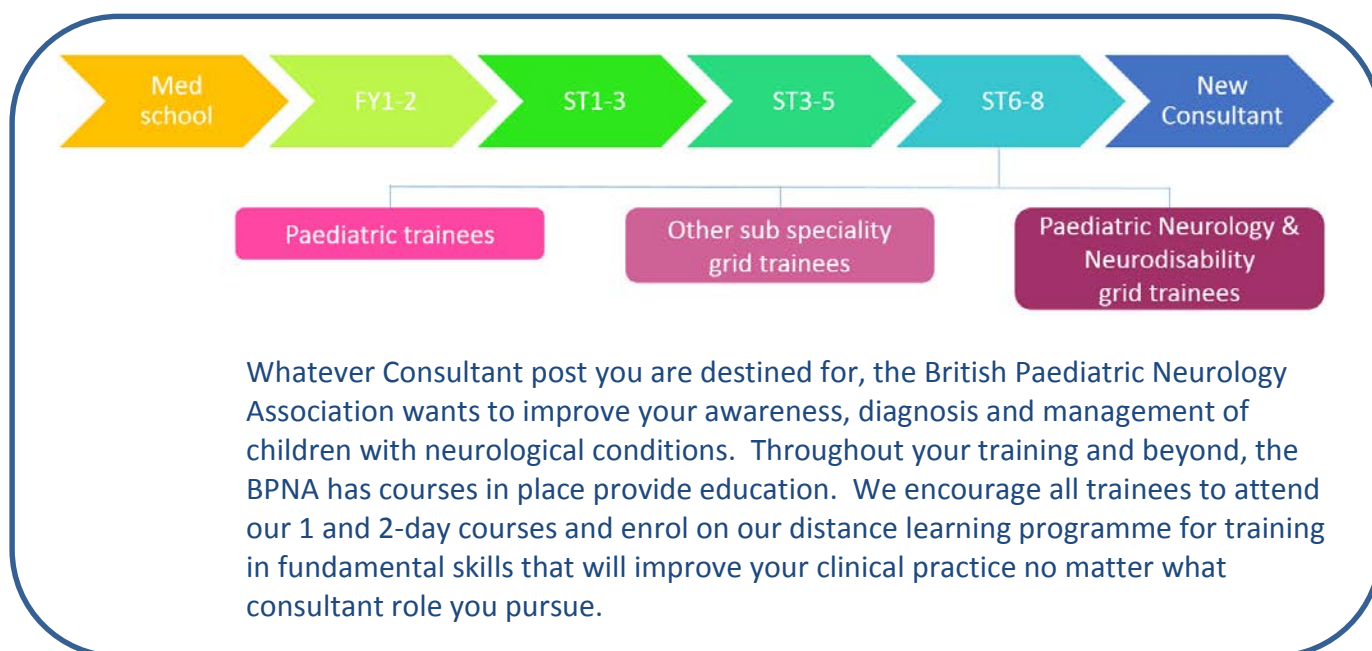 Med
school
FY1-2
ST1-3
ST3-5
ST6-8
New
Consultant
Paediatric trainees
Other sub speciality
grid trainees
Paediatric Neurology &
Neurodisability
grid trainees
Whatever Consultant post you are destined for, the British Paediatric Neurology
Association wants to improve your awareness, diagnosis and management of
children with neurological conditions.  Throughout your training and beyond, the
BPNA has courses in place provide education.  We encourage all trainees to attend
our 1 and 2-day courses and enrol on our distance learning programme for training
in fundamental skills that will improve your clinical practice no matter what
consultant role you pursue.